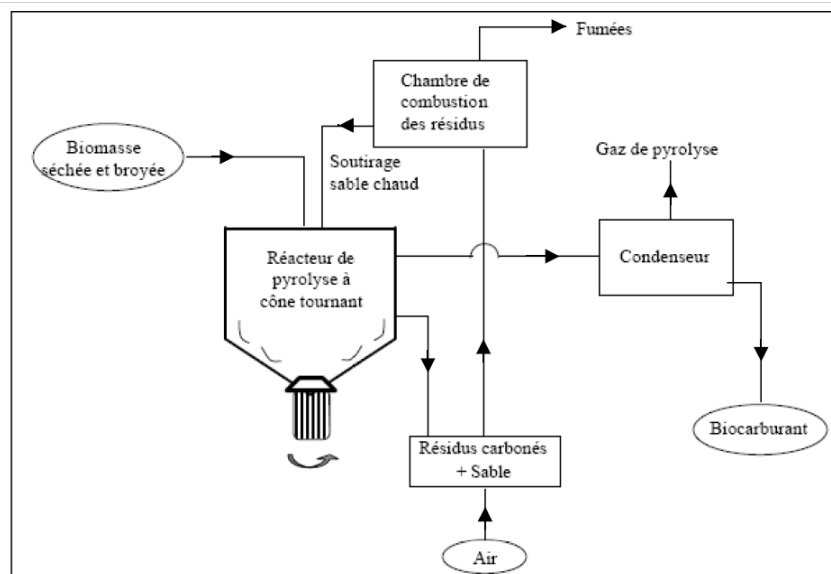 Fumées
Chambre de
combustion
des résidus
Biomasse
séchée et broyée
Soutirage
sable chaud
Gaz de pyrolyse
Réacteur de
pyrolyse à
cône tournant
Condenseur
Biocarburant
Résidus carbonés
+ Sable
Air